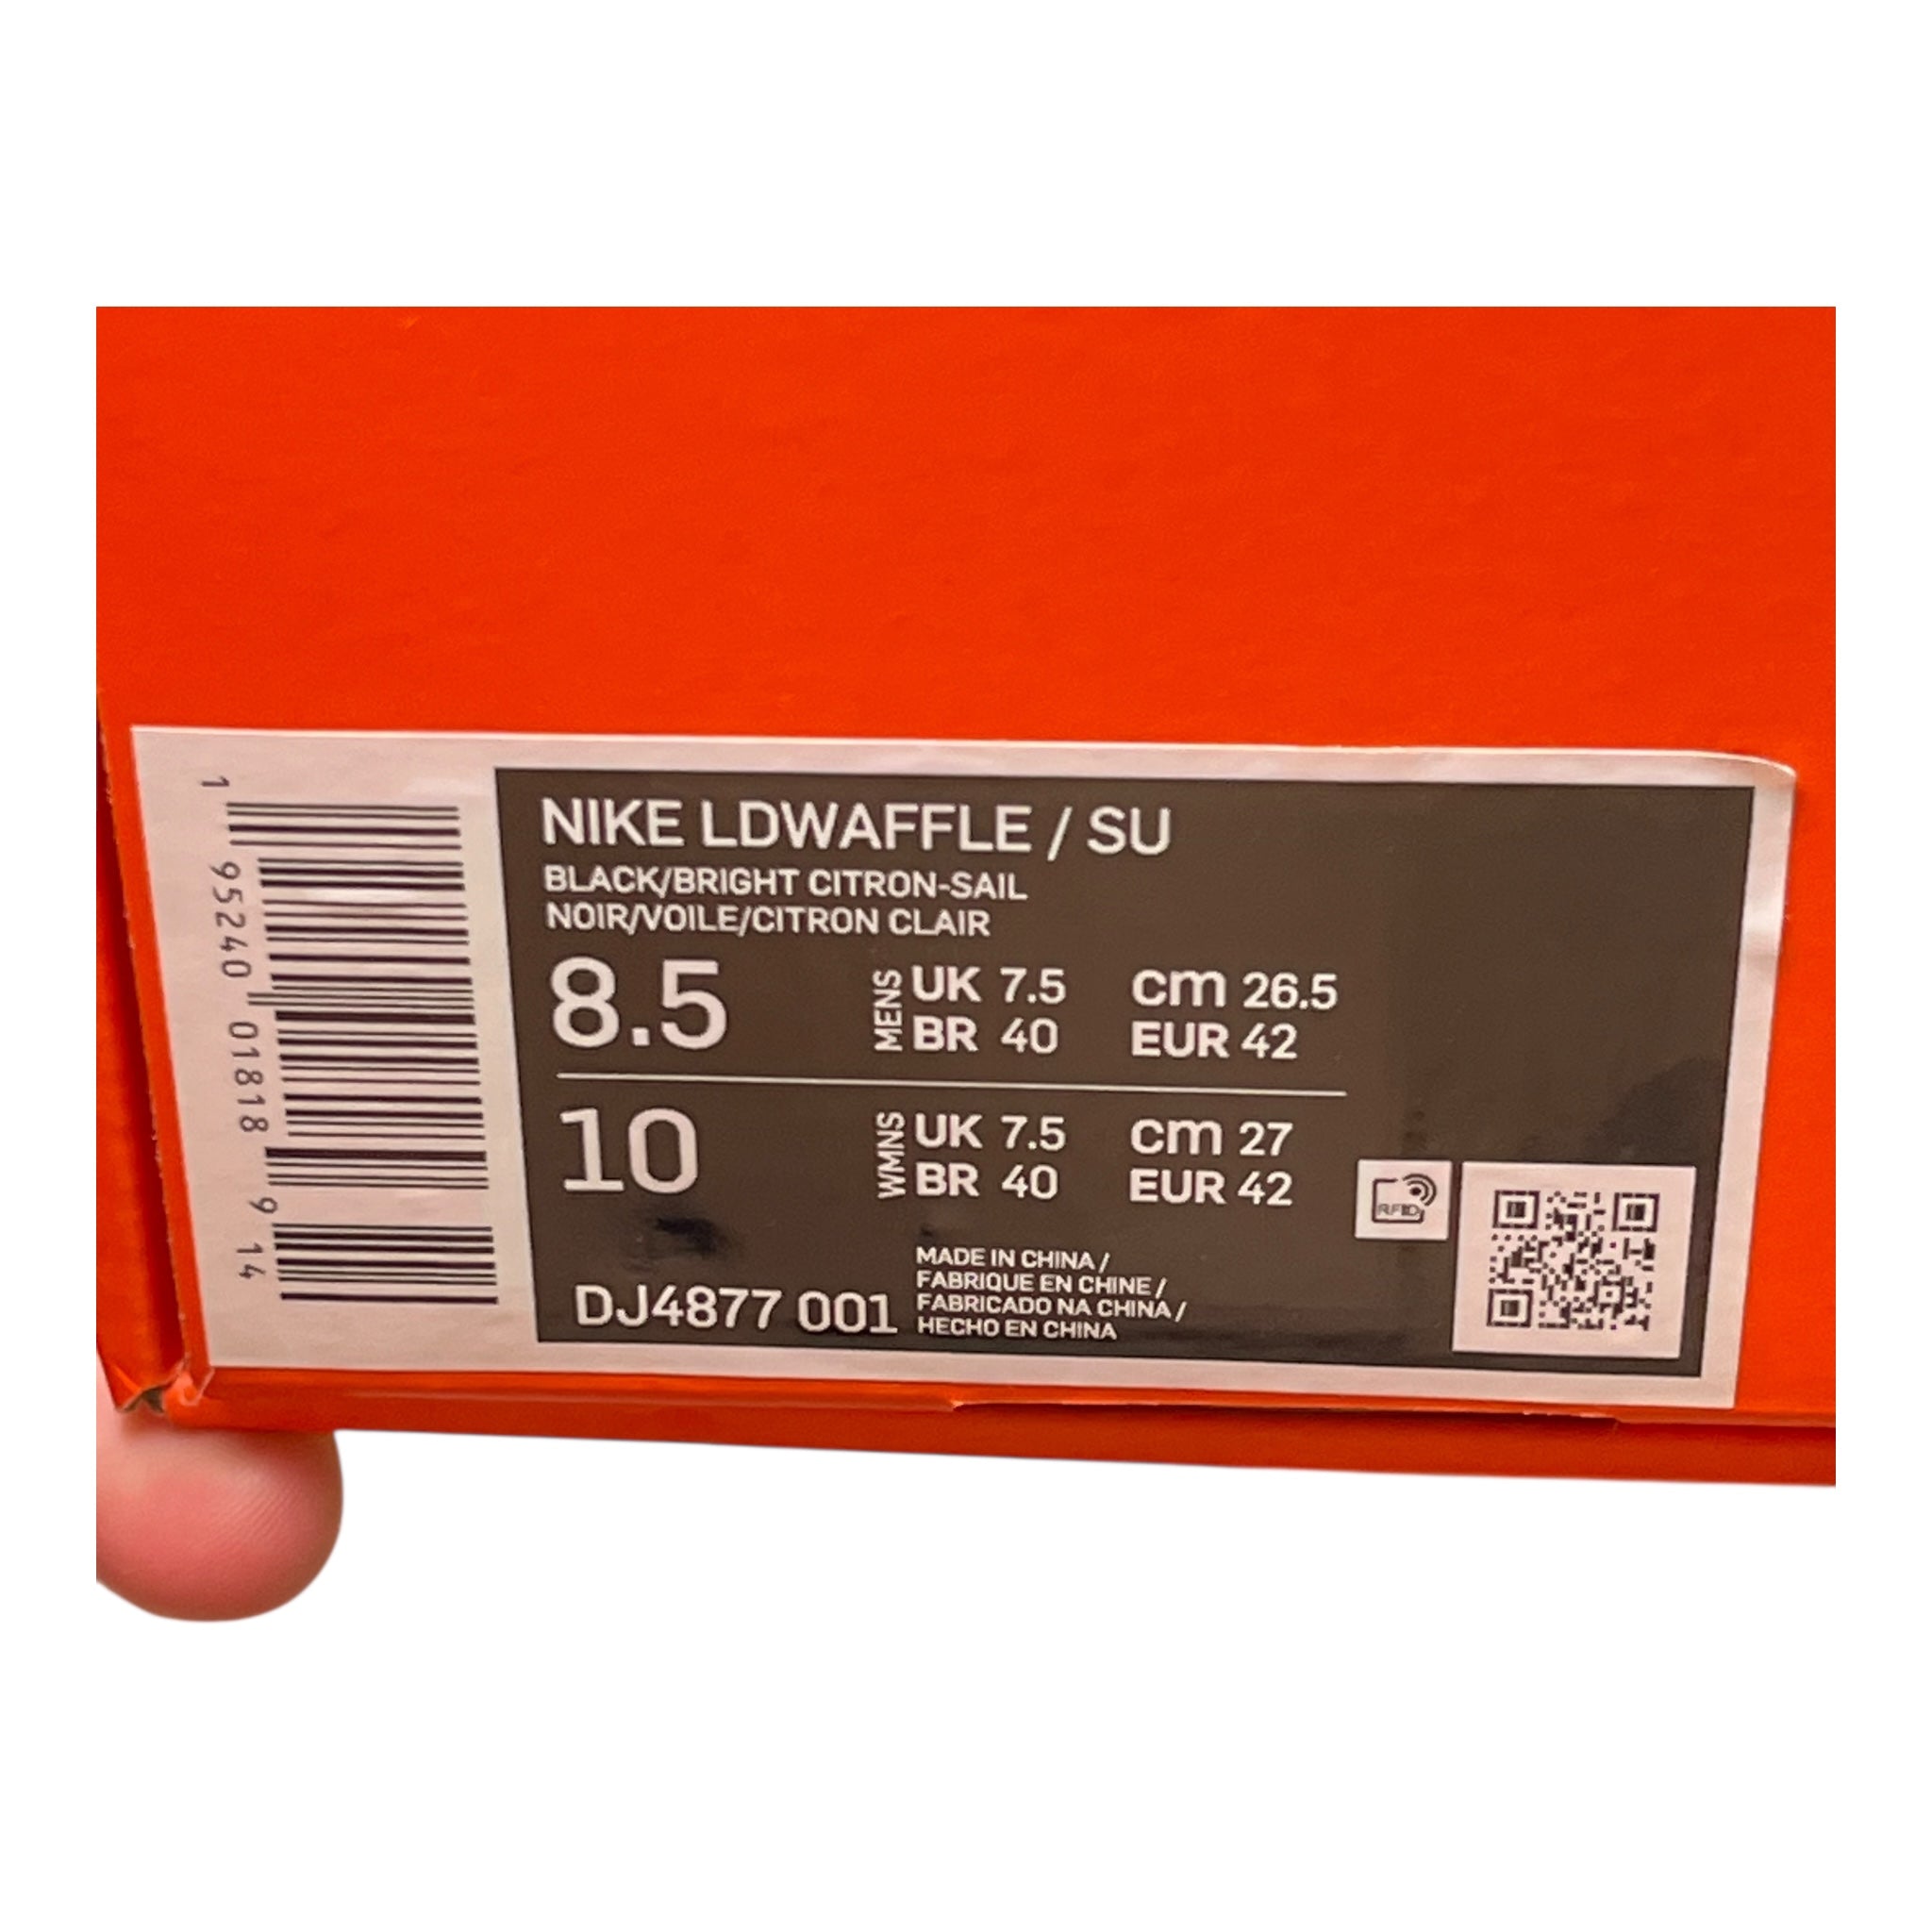 NIKE LDWAFFLE / SU
BLACK/BRIGHT CITRON-SAIL
NOIR/VOILE/CITRON CLAIR
8.5 MENS UK 7.5 cm 26.5
BR 40 EUR 42
10 WMNS UK 7.5 cm 27
BR 40 EUR 42
DJ4877 001
MADE IN CHINA /
FABRIQUE EN CHINE /
FABRICADO NA CHINA /
HECHO EN CHINA
RFID
1 95240 01818 9 14